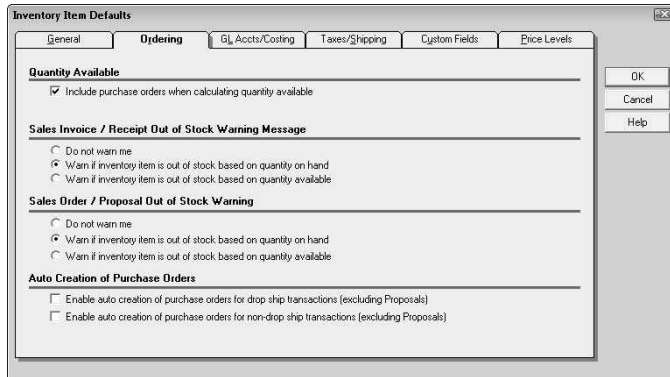 Inventory Item Defaults
General Ordering GL Accts/Costing Taxes/Shipping Custom Fields Price Levels
Quantity Available
Include purchase orders when calculating quantity available
Sales Invoice / Receipt Out of Stock Warning Message
Do not warn me
Warn if inventory item is out of stock based on quantity on hand
Warn if inventory item is out of stock based on quantity available
Sales Order / Proposal Out of Stock Warning
Do not warn me
Warn if inventory item is out of stock based on quantity on hand
Warn if inventory item is out of stock based on quantity available
Auto Creation of Purchase Orders
Enable auto creation of purchase orders for drop ship transactions (excluding Proposals)
Enable auto creation of purchase orders for non-drop ship transactions (excluding Proposals)
OK
Cancel
Help